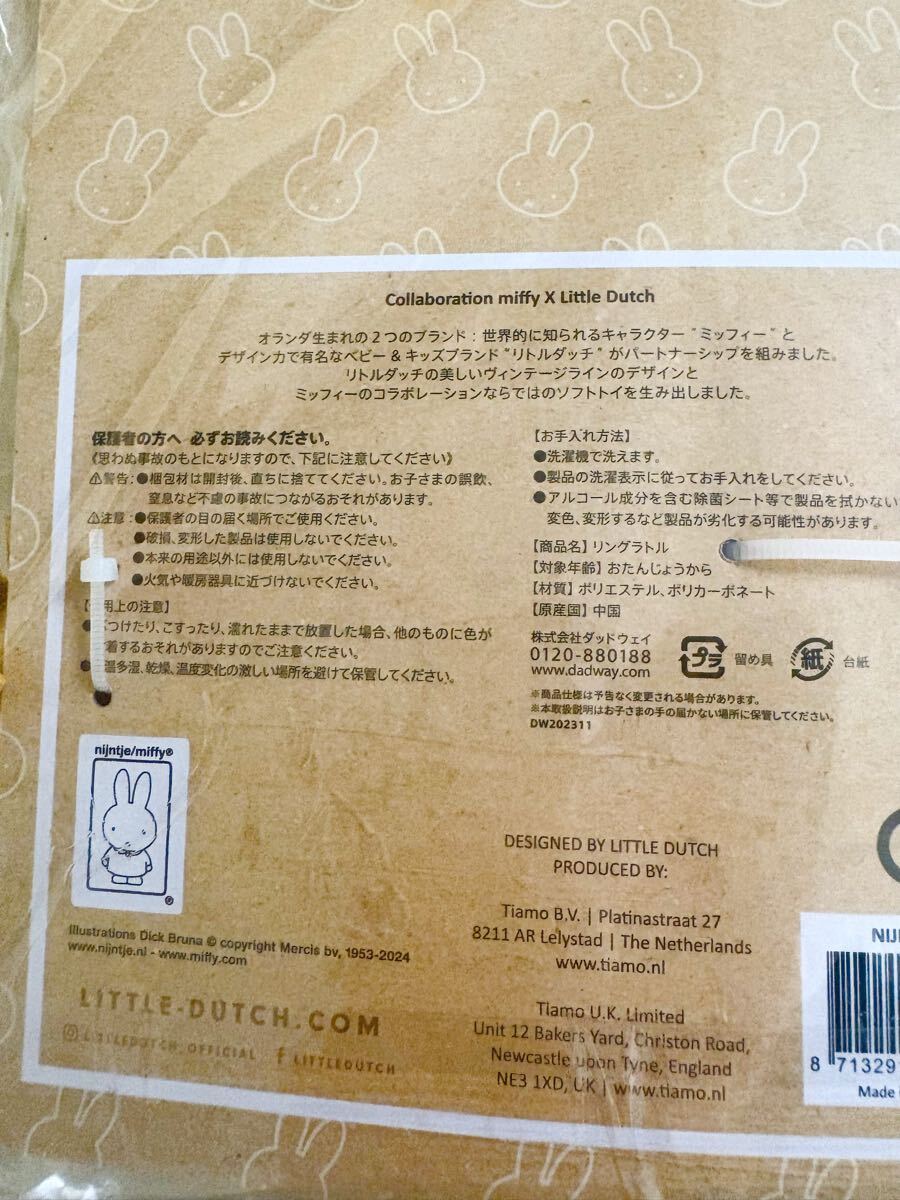 Collaboration miffy X Little Dutch
オランダ生まれの2つのブランド：世界的に知られるキャラクター“ミッフィー”と
デザイン力で有名なベビー&キッズブランド“リトルダッチ”がパートナーシップを組みました。
リトルダッチの美しいヴィンテージラインのデザインと
ミッフィーのコラボレーションならではのソフトトイを生み出しました。
保護者の方へ 必ずお読みください。
《思わぬ事故のもとになりますので、下記に注意してください》
⚠警告：●梱包材は開封後、直ちに捨ててください。お子さまの誤飲、
窒息など不慮の事故につながるおそれがあります。
⚠注意：●保護者の目の届く場所でご使用ください。
●破損、変形した製品は使用しないでください。
●本来の用途以外には使用しないでください。
●火気や暖房器具に近づけないでください。
用上の注意】
つけたり、こすったり、濡れたままで放置した場合、他のものに色が
着するおそれがありますのでご注意ください。
温多湿、乾燥、温度変化の激しい場所を避けて保管してください。
【お手入れ方法】
●洗濯機で洗えます。
●製品の洗濯表示に従ってお手入れをしてください。
●アルコール成分を含む除菌シート等で製品を拭かない
変色、変形するなど製品が劣化する可能性があります。
【商品名】リングラトル
【対象年齢】おたんじょうから
【材質】ポリエステル、ポリカーボネート
【原産国】中国
株式会社ダッドウェイ
0120-880188
www.dadway.com
プラ 留め具 紙 台紙
※商品仕様は予告なく変更される場合があります。
※本取扱説明はお子さまの手の届かない場所に保管してください。
DW202311
nijntje/miffy®
®
Illustrations Dick Bruna © copyright Mercis bv, 1953-2024
www.nijntje.nl - www.miffy.com
LITTLE-DUTCH.COM
LITTLEDUTCH_OFFICIAL LITTLEDUTCH
DESIGNED BY LITTLE DUTCH
PRODUCED BY:
Tiamo B.V. | Platinastraat 27
8211 AR Lelystad | The Netherlands
www.tiamo.nl
Tiamo U.K. Limited
Unit 12 Bakers Yard, Christon Road,
Newcastle upon Tyne, England
NE3 1XD, UK | www.tiamo.nl
8 71329
Made